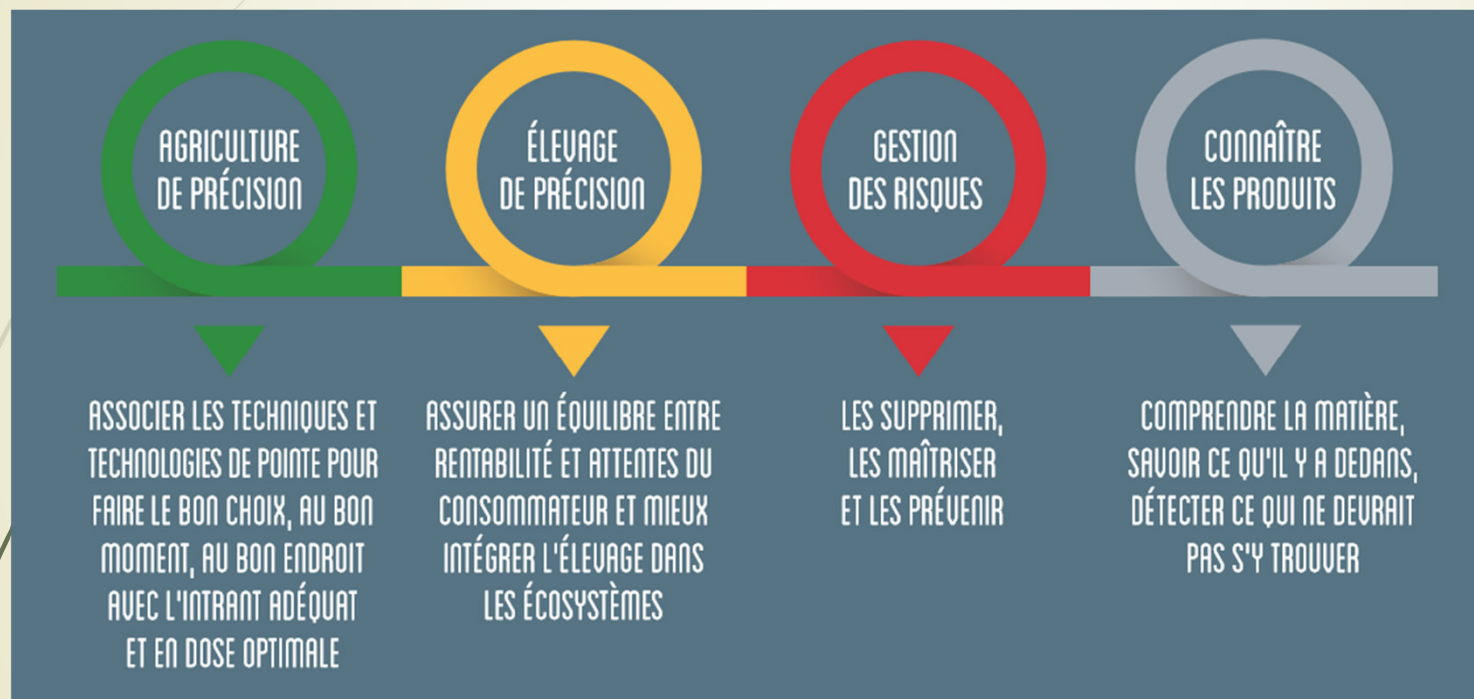 AGRICULTURE
DE PRÉCISION
ASSOCIER LES TECHNIQUES ET
TECHNOLOGIES DE POINTE POUR
FAIRE LE BON CHOIX, AU BON
MOMENT, AU BON ENDROIT
AVEC L'INTRANT ADÉQUAT
ET EN DOSE OPTIMALE
ÉLEVAGE
DE PRÉCISION
ASSURER UN ÉQUILIBRE ENTRE
RENTABILITÉ ET ATTENTES DU
CONSOMMATEUR ET MIEUX
INTÉGRER L'ÉLEVAGE DANS
LES ÉCOSYSTÈMES
GESTION
DES RISQUES
LES SUPPRIMER,
LES MAÎTRISER
ET LES PRÉVENIR
CONNAÎTRE
LES PRODUITS
COMPRENDRE LA MATIÈRE,
SAVOIR CE QU'IL Y A DEDANS,
DÉTECTER CE QUI NE DEVRAIT
PAS S'Y TROUVER